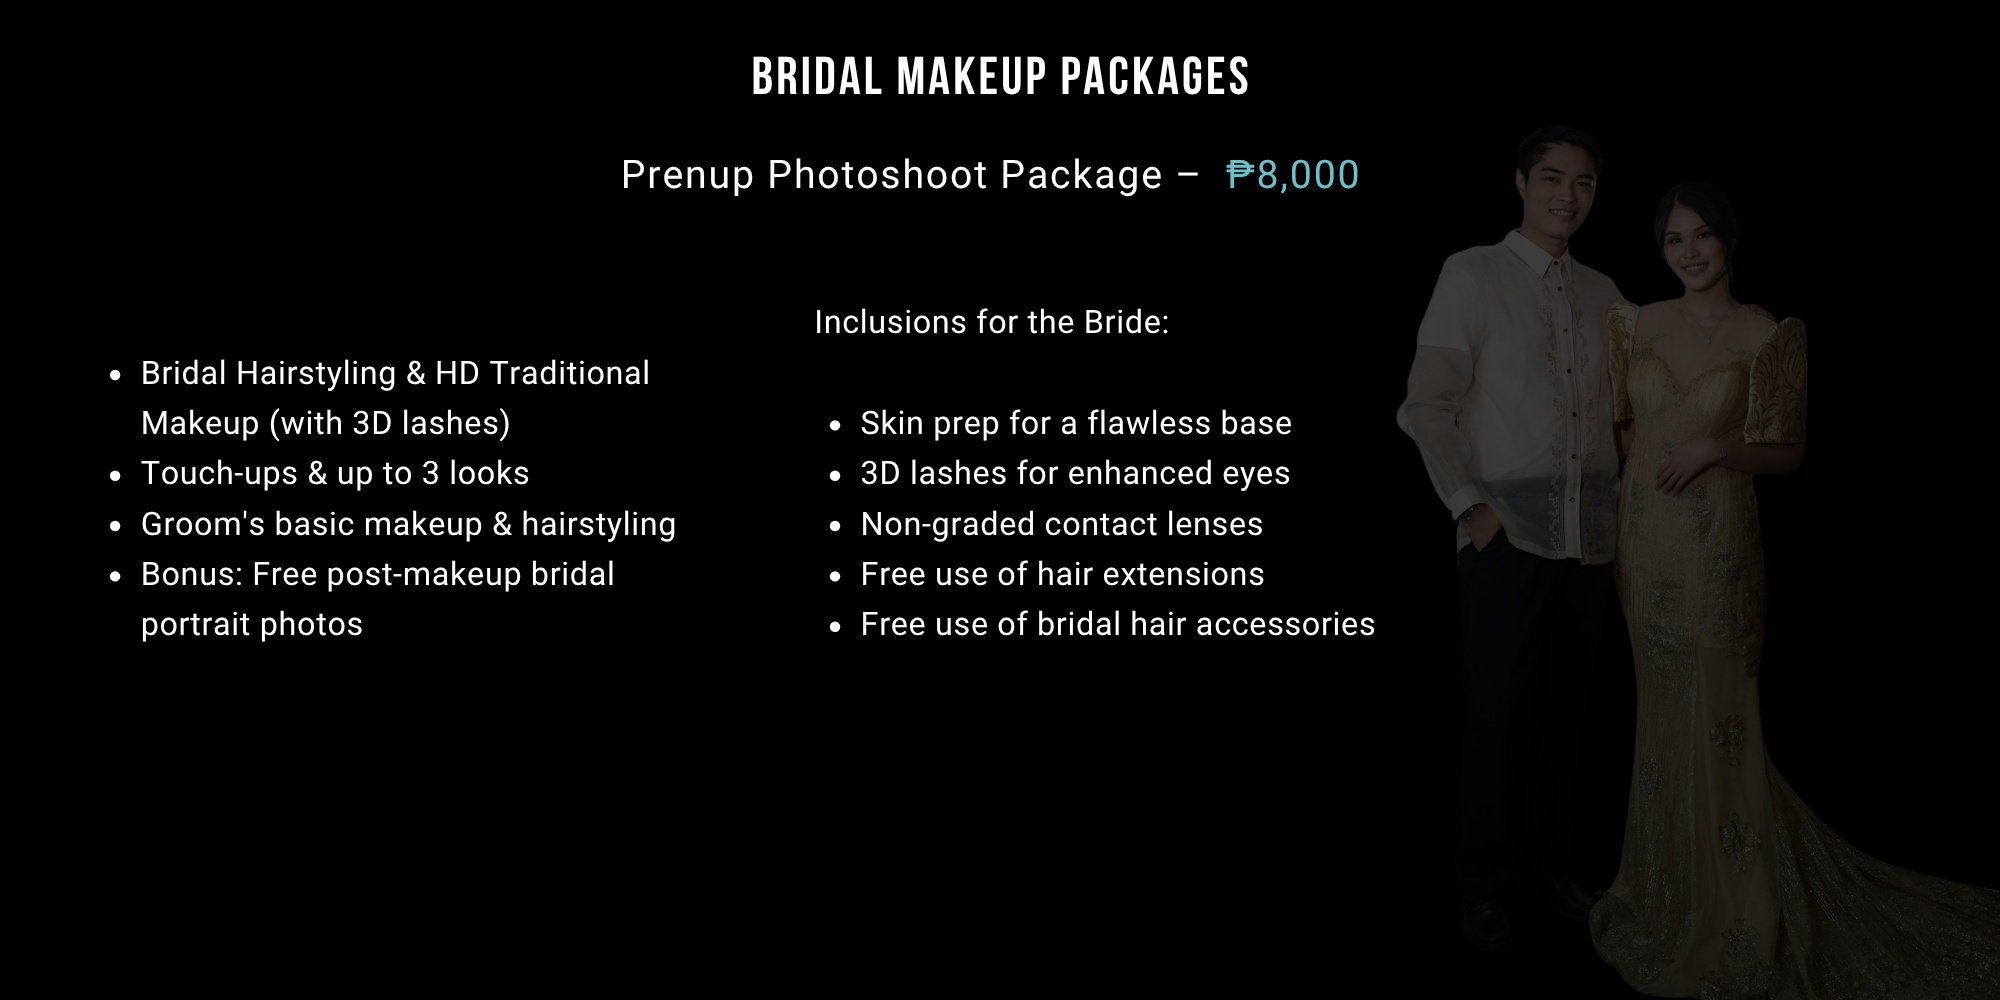 BRIDAL MAKEUP PACKAGES
Prenup Photoshoot Package – ₱8,000
• Bridal Hairstyling & HD Traditional
Makeup (with 3D lashes)
• Touch-ups & up to 3 looks
• Groom's basic makeup & hairstyling
• Bonus: Free post-makeup bridal
portrait photos
Inclusions for the Bride:
• Skin prep for a flawless base
• 3D lashes for enhanced eyes
• Non-graded contact lenses
• Free use of hair extensions
• Free use of bridal hair accessories